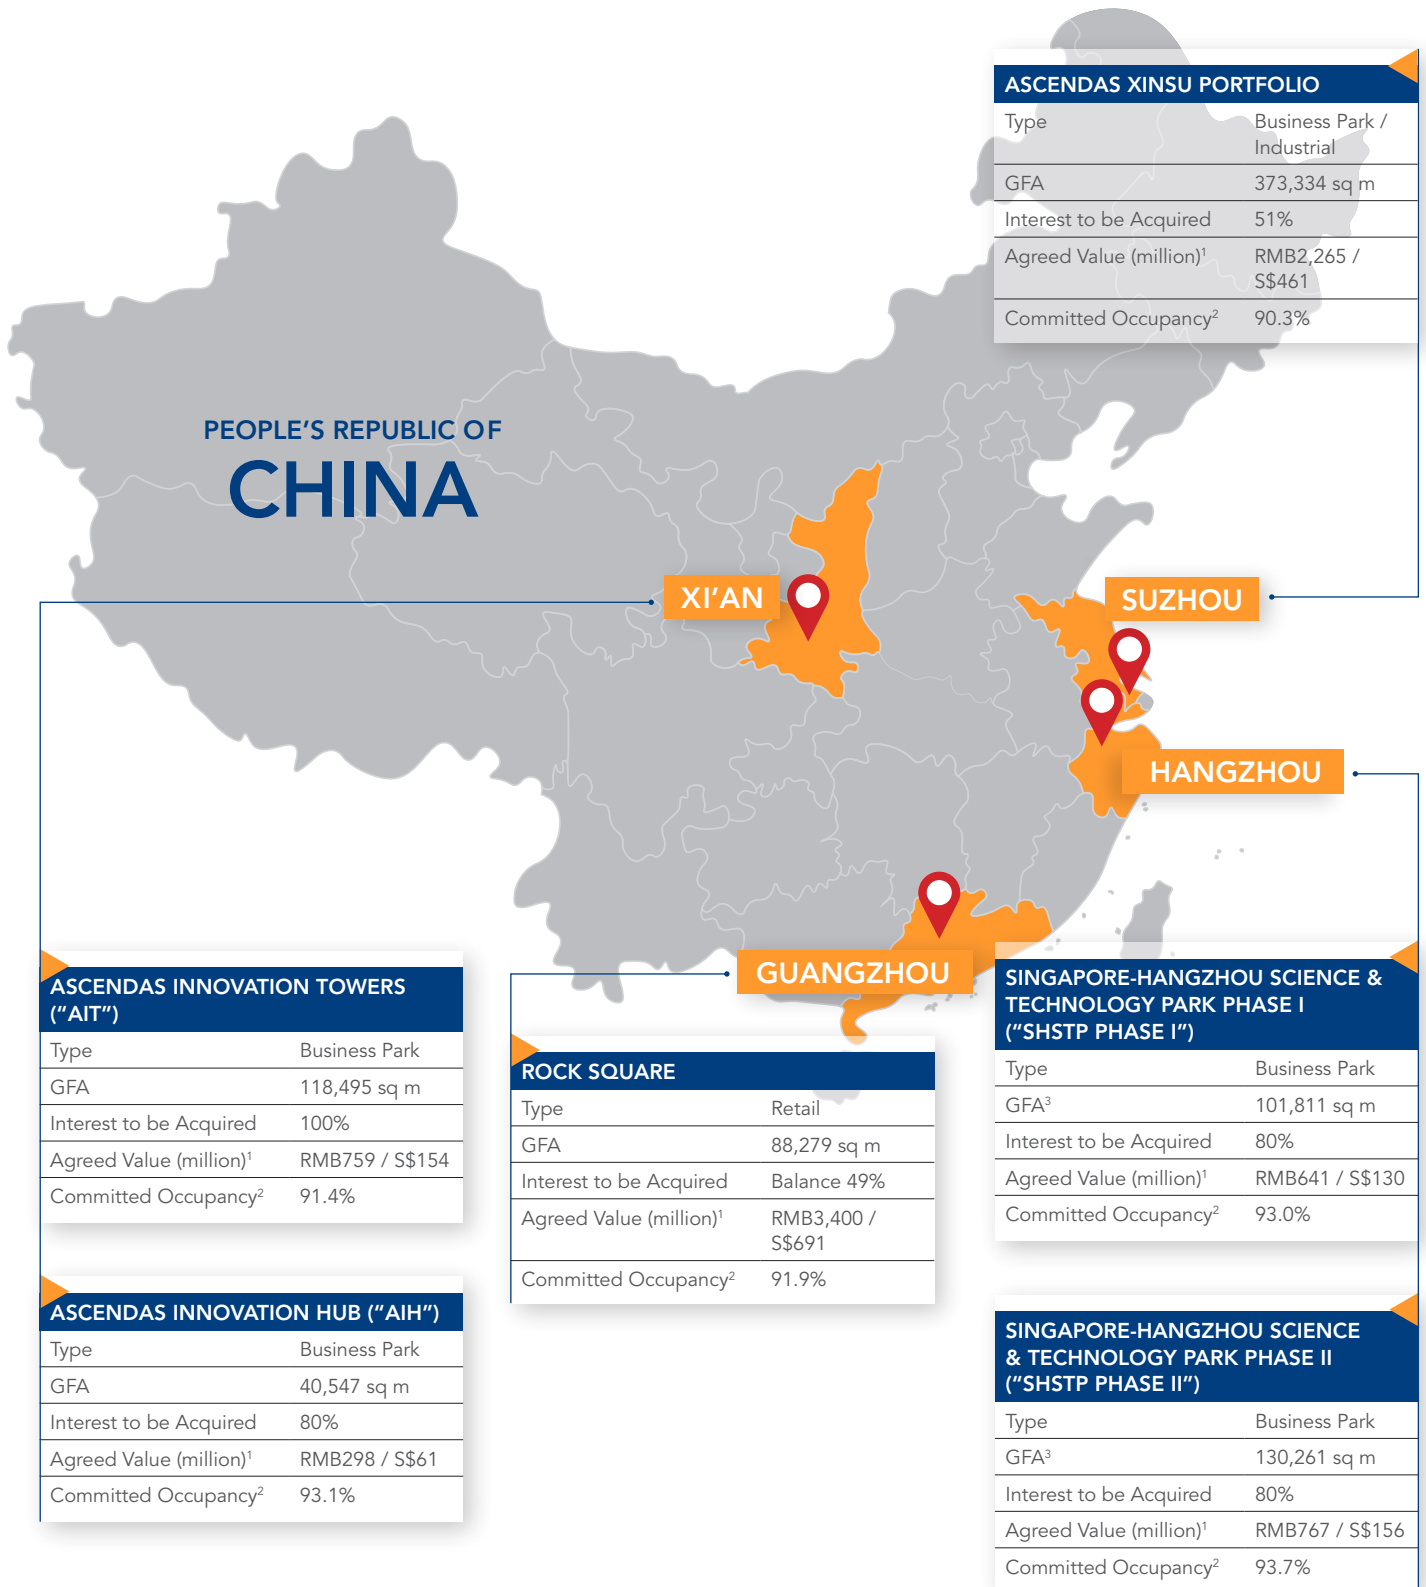 ASCENDAS XINSU PORTFOLIO
Type Business Park /
Industrial
GFA 373,334 sq m
Interest to be Acquired 51%
Agreed Value (million)¹ RMB2,265 /
S$461
Committed Occupancy² 90.3%
PEOPLE'S REPUBLIC OF
CHINA
XI'AN
SUZHOU
HANGZHOU
GUANGZHOU
ASCENDAS INNOVATION TOWERS
("AIT")
Type Business Park
GFA 118,495 sq m
Interest to be Acquired 100%
Agreed Value (million)¹ RMB759 / S$154
Committed Occupancy² 91.4%
ASCENDAS INNOVATION HUB ("AIH")
Type Business Park
GFA 40,547 sq m
Interest to be Acquired 80%
Agreed Value (million)¹ RMB298 / S$61
Committed Occupancy² 93.1%
ROCK SQUARE
Type Retail
GFA 88,279 sq m
Interest to be Acquired Balance 49%
Agreed Value (million)¹ RMB3,400 /
S$691
Committed Occupancy² 91.9%
SINGAPORE-HANGZHOU SCIENCE &
TECHNOLOGY PARK PHASE I
("SHSTP PHASE I")
Type Business Park
GFA³ 101,811 sq m
Interest to be Acquired 80%
Agreed Value (million)¹ RMB641 / S$130
Committed Occupancy² 93.0%
SINGAPORE-HANGZHOU SCIENCE
& TECHNOLOGY PARK PHASE II
("SHSTP PHASE II")
Type Business Park
GFA³ 130,261 sq m
Interest to be Acquired 80%
Agreed Value (million)¹ RMB767 / S$156
Committed Occupancy² 93.7%